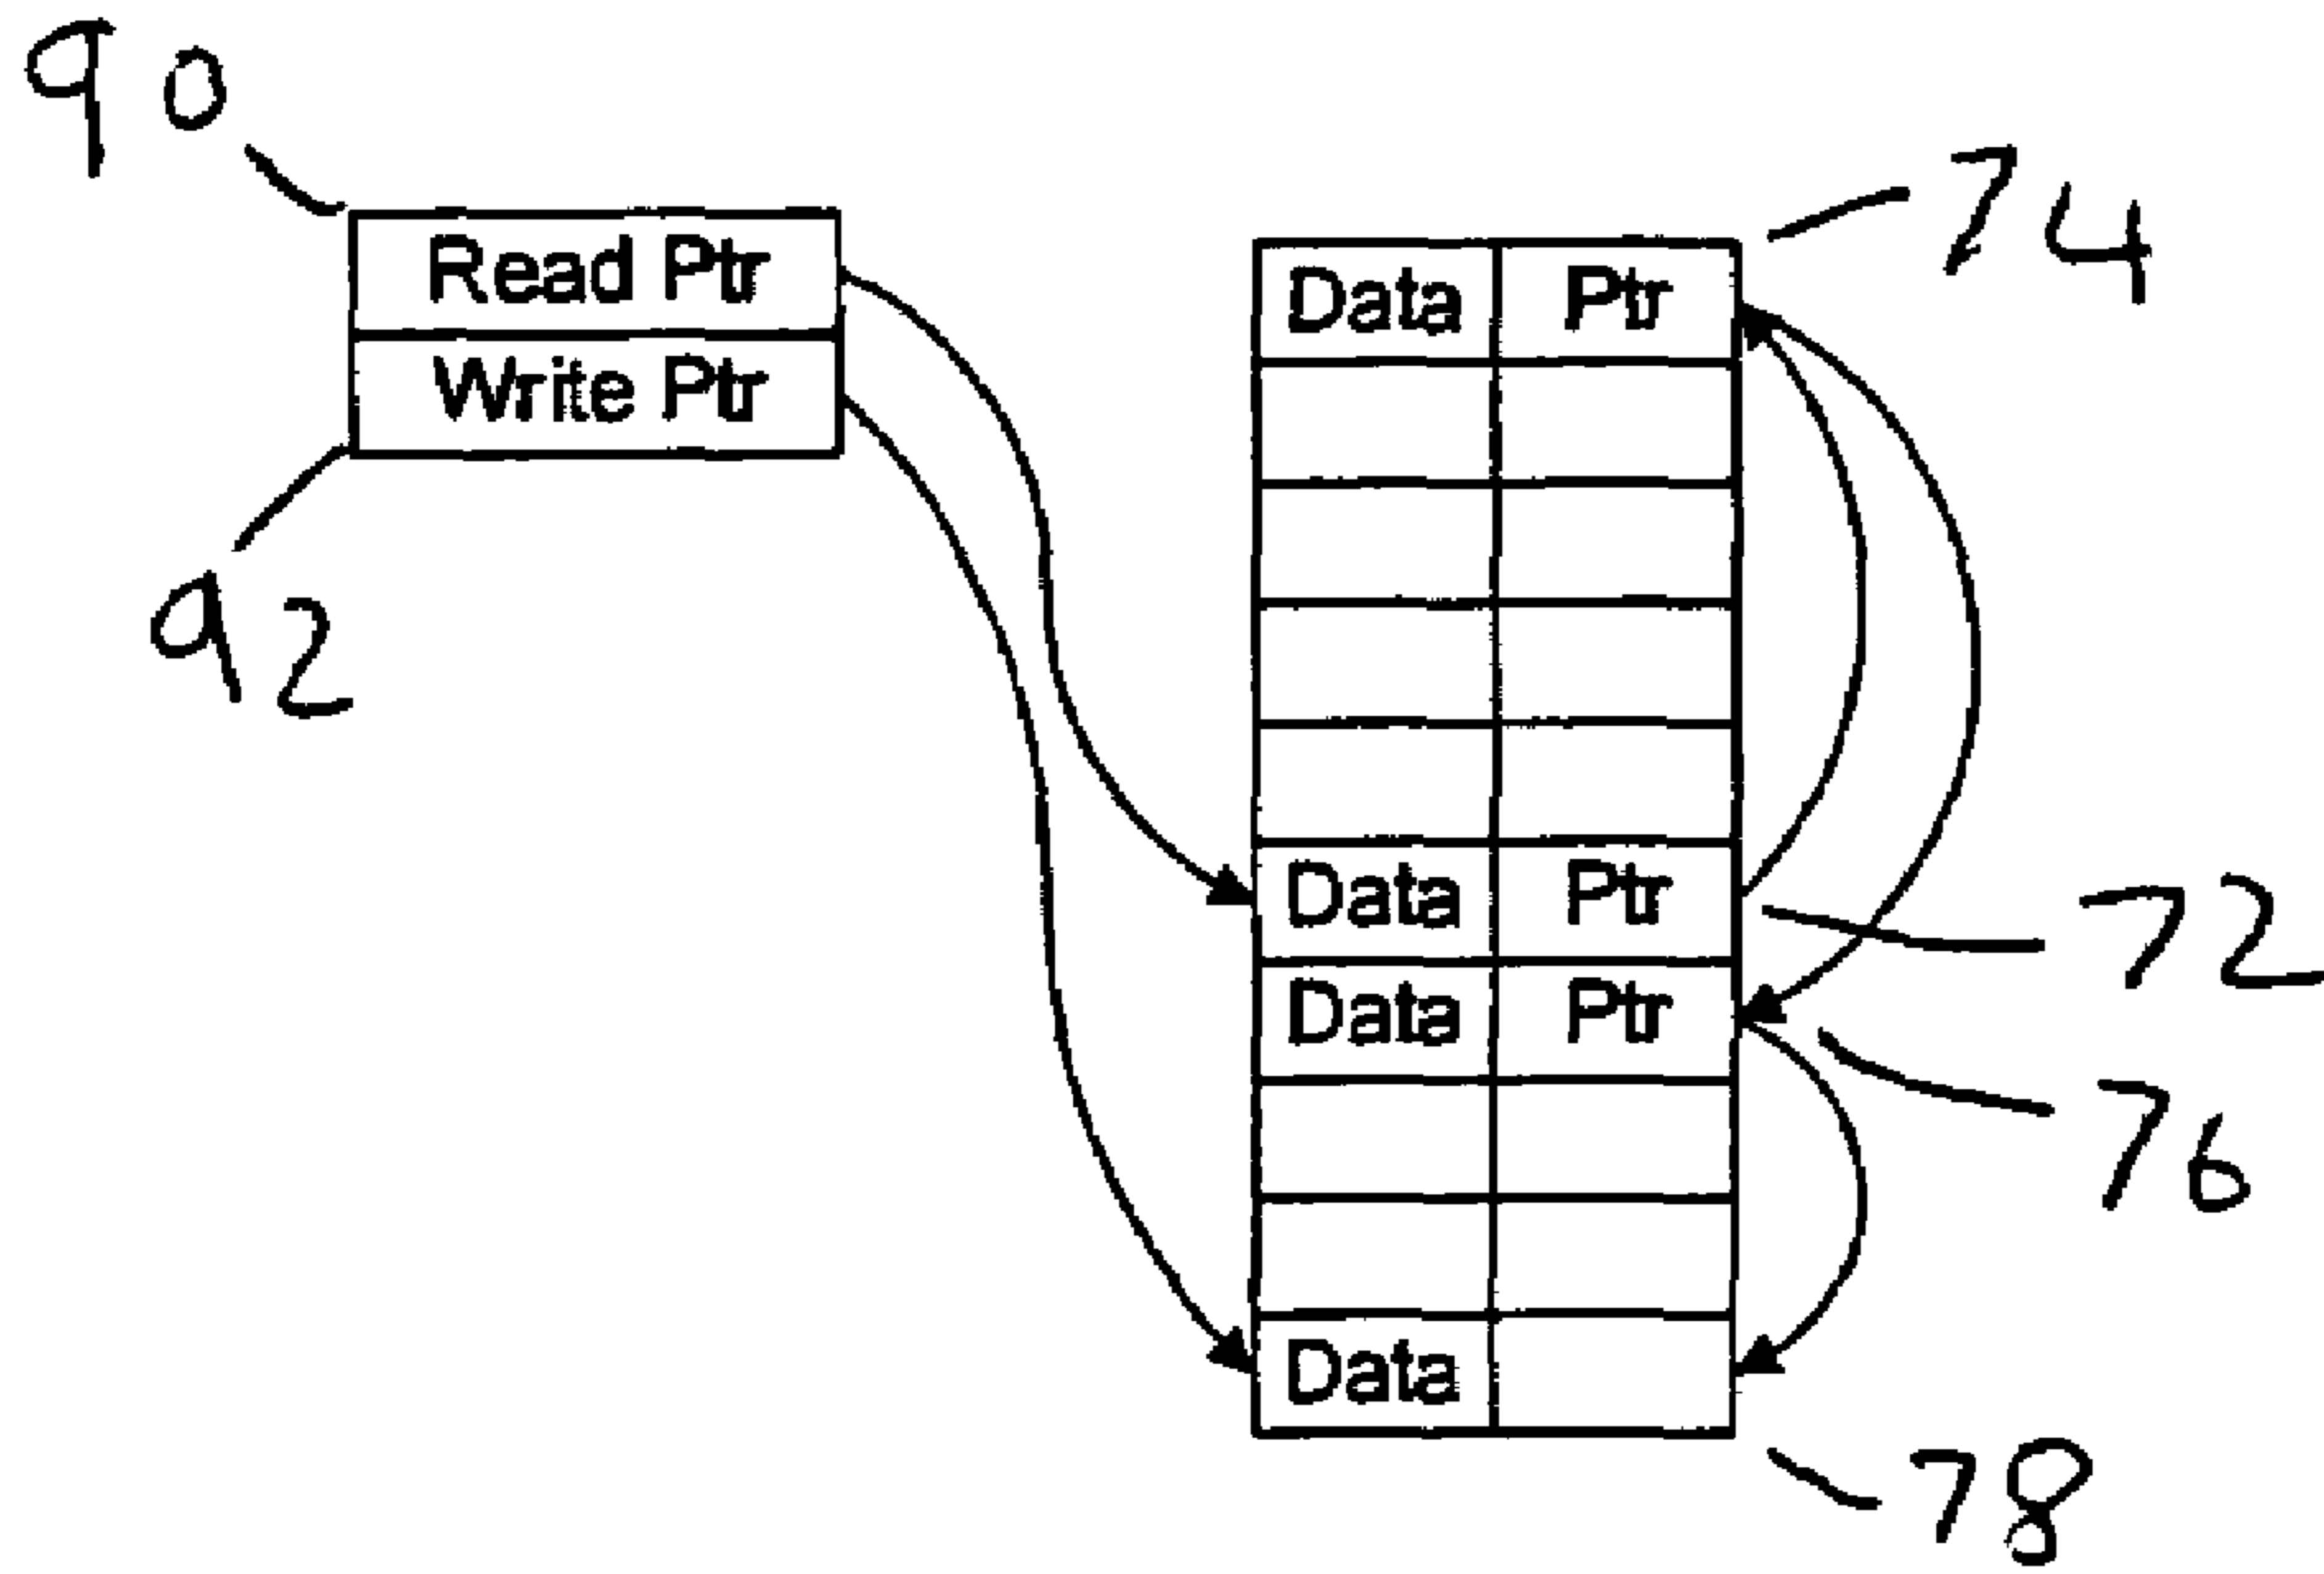 90
74
Read Ptr
Data Ptr
Write Ptr
92
Data Ptr
72
Data Ptr
76
Data
78